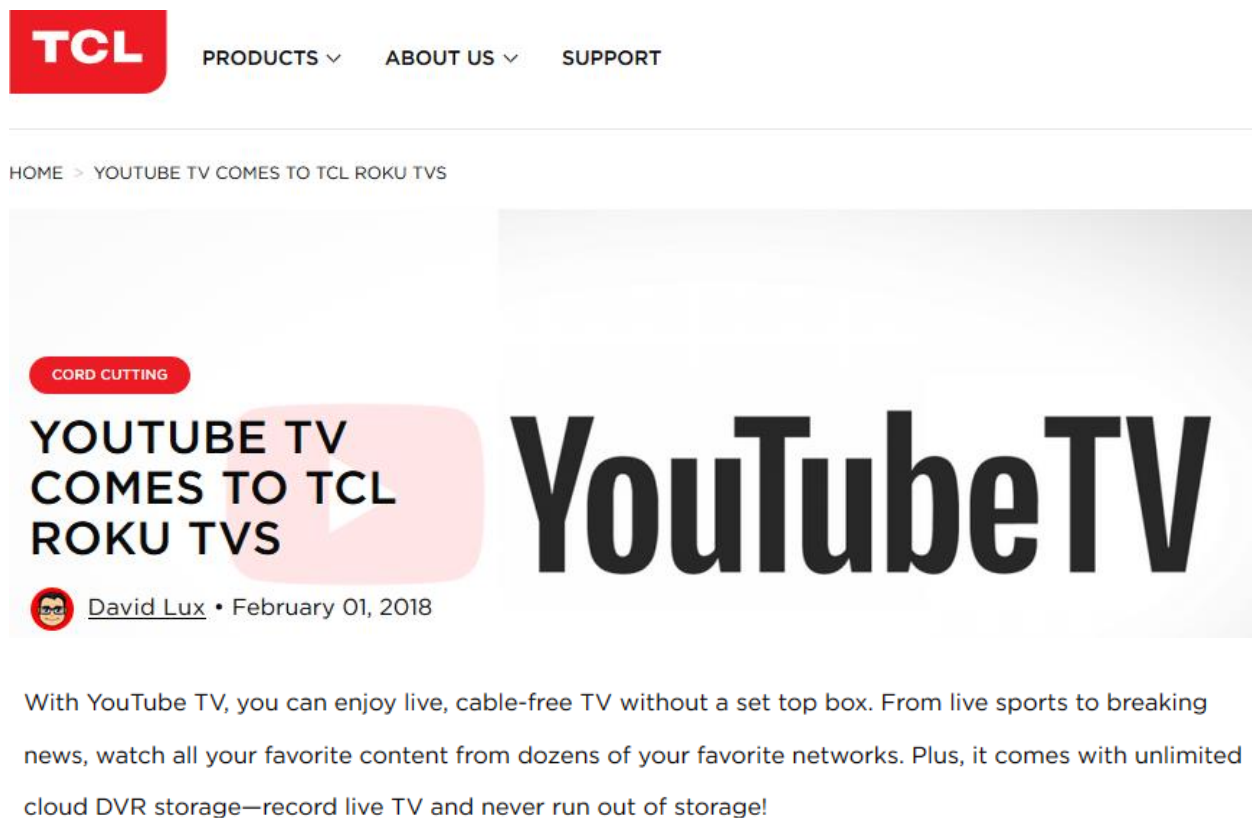 TCL
PRODUCTS ABOUT US SUPPORT
HOME > YOUTUBE TV COMES TO TCL ROKU TVS
CORD CUTTING
YOUTUBE TV
COMES TO TCL
ROKU TVS
YouTubeTV
David Lux • February 01, 2018
With YouTube TV, you can enjoy live, cable-free TV without a set top box. From live sports to breaking
news, watch all your favorite content from dozens of your favorite networks. Plus, it comes with unlimited
cloud DVR storage—record live TV and never run out of storage!